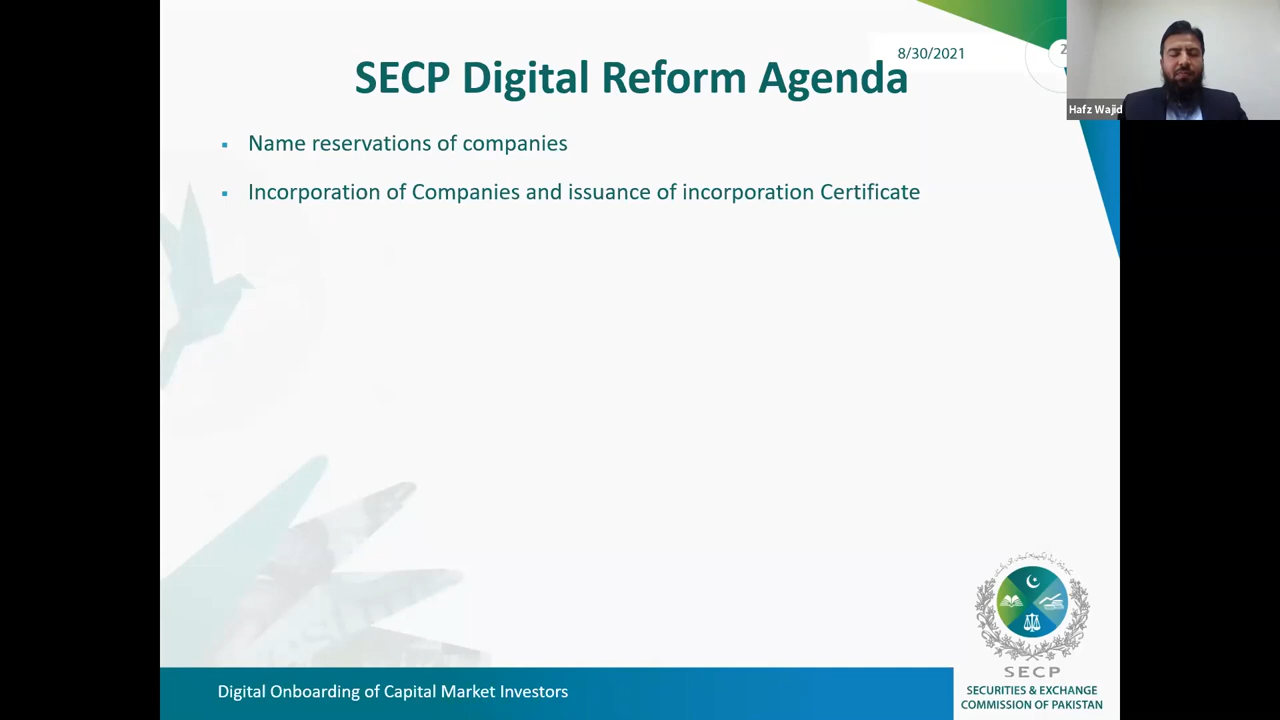 8/30/2021
SECP Digital Reform Agenda
Hafz Wajid
▪ Name reservations of companies
▪ Incorporation of Companies and issuance of incorporation Certificate
SECP
Digital Onboarding of Capital Market Investors
SECURITIES & EXCHANGE
COMMISSION OF PAKISTAN